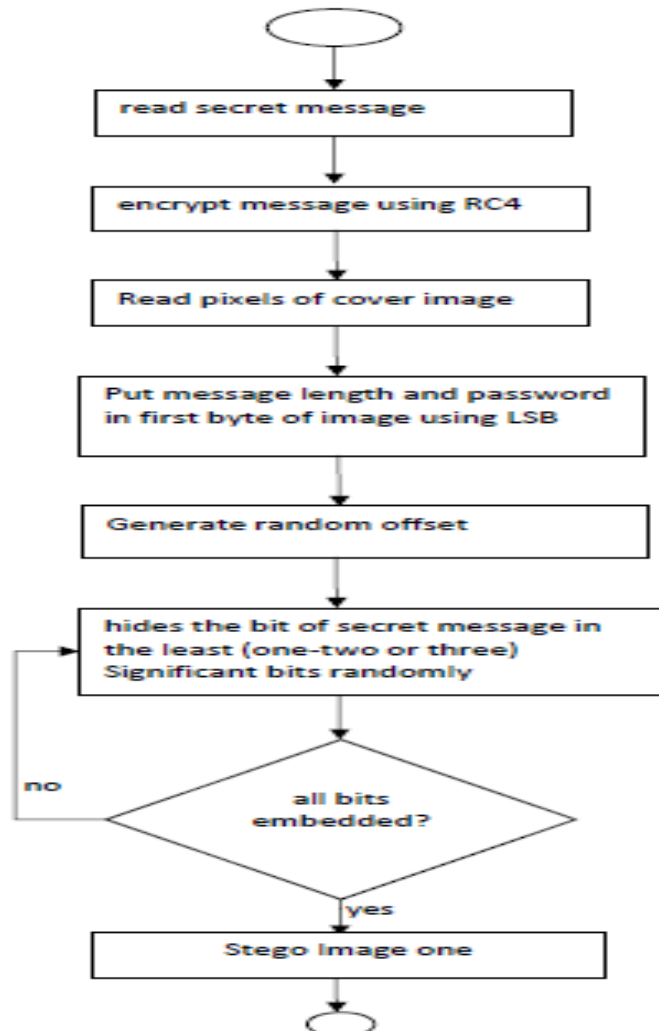 read secret message
encrypt message using RC4
Read pixels of cover image
Put message length and password
in first byte of image using LSB
Generate random offset
hides the bit of secret message in
the least (one-two or three)
Significant bits randomly
no
all bits
embedded?
yes
Stego Image one